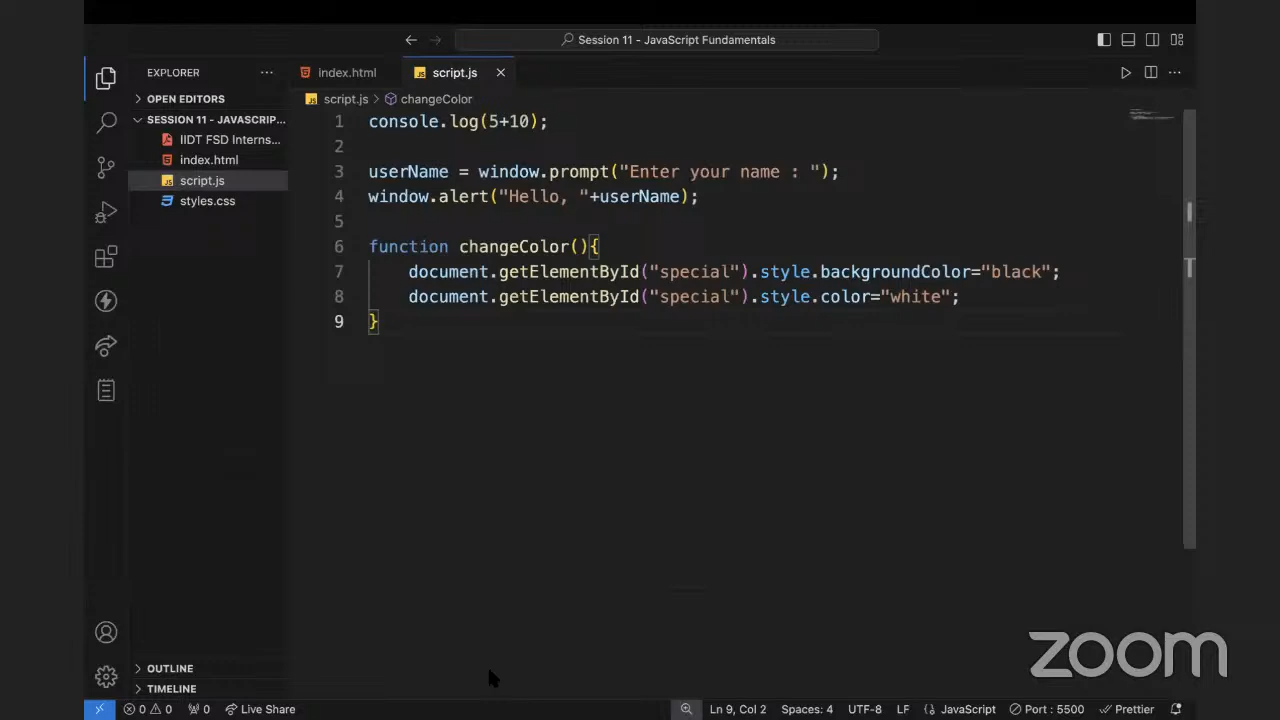 Session 11 - JavaScript Fundamentals
EXPLORER
index.html
script.js
OPEN EDITORS
script.js > changeColor
SESSION 11 - JAVASCRIP...
IIDT FSD Interns...
index.html
script.js
styles.css
1 console.log(5+10);
2
3 userName = window.prompt("Enter your name : ");
4 window.alert("Hello, "+userName);
5
6 function changeColor(){
7 document.getElementById("special").style.backgroundColor="black";
8 document.getElementById("special").style.color="white";
9 }
OUTLINE
TIMELINE
zoom
0 0 0 Live Share Ln 9, Col 2 Spaces: 4 UTF-8 LF {} JavaScript Port : 5500 Prettier